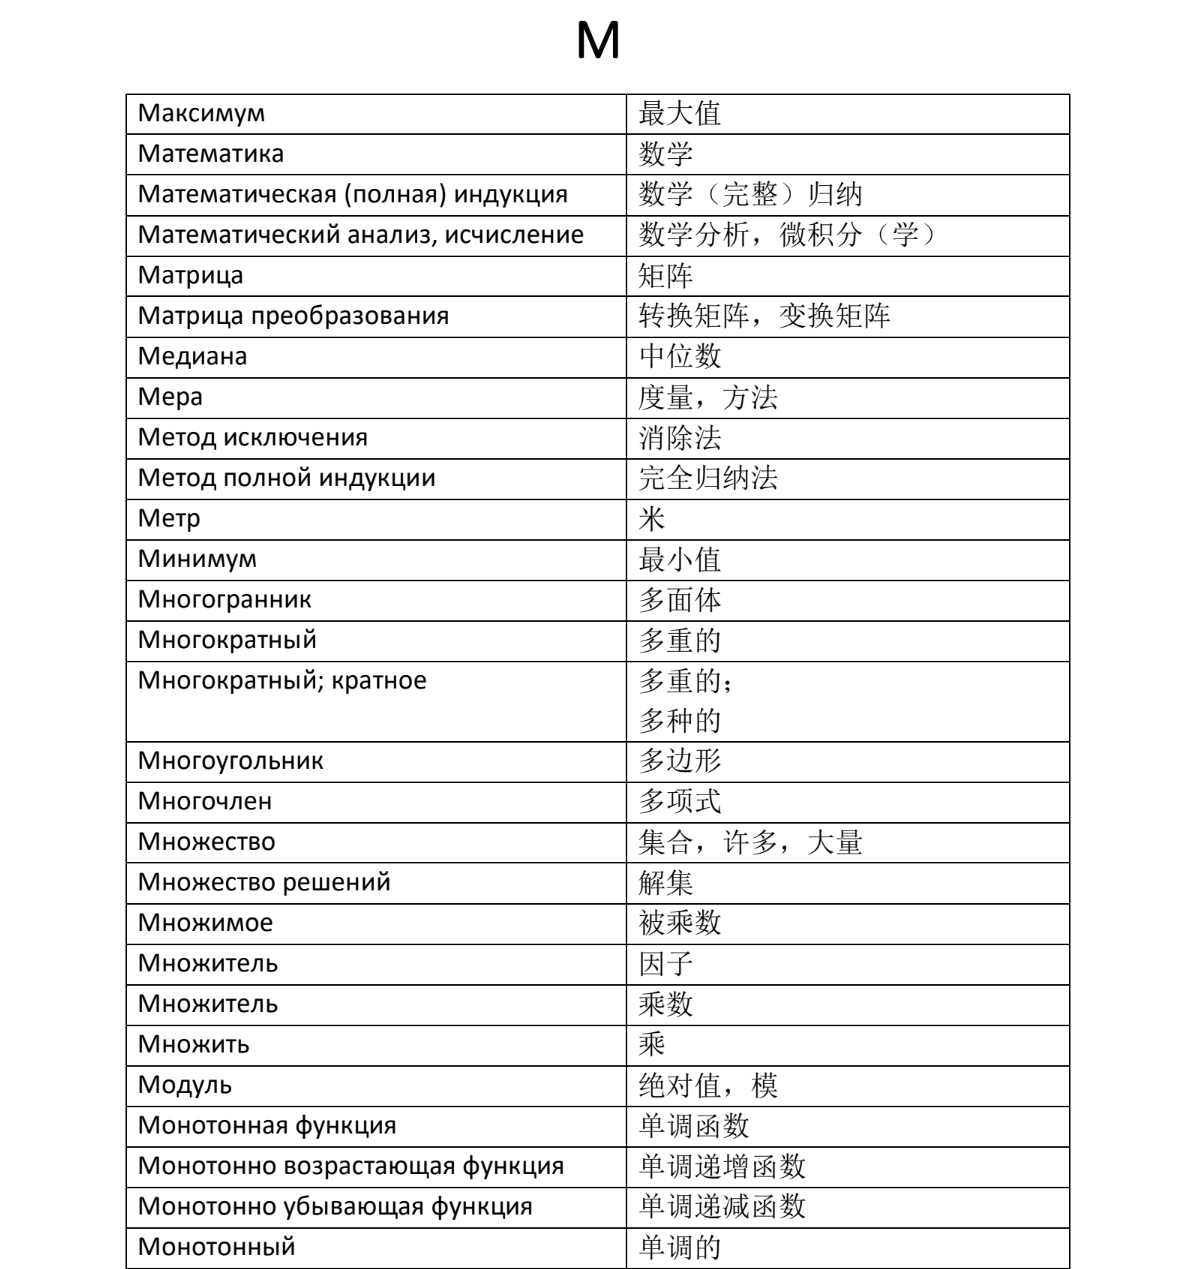 М
Максимум 最大值
Математика 数学
Математическая (полная) индукция 数学（完整）归纳
Математический анализ, исчисление 数学分析，微积分（学）
Матрица 矩阵
Матрица преобразования 转换矩阵，变换矩阵
Медиана 中位数
Мера 度量，方法
Метод исключения 消除法
Метод полной индукции 完全归纳法
Метр 米
Минимум 最小值
Многогранник 多面体
Многократный 多重的
Многократный; кратное 多重的；
多种的
Многоугольник 多边形
Многочлен 多项式
Множество 集合，许多，大量
Множество решений 解集
Множимое 被乘数
Множитель 因子
Множитель 乘数
Множить 乘
Модуль 绝对值，模
Монотонная функция 单调函数
Монотонно возрастающая функция 单调递增函数
Монотонно убывающая функция 单调递减函数
Монотонный 单调的